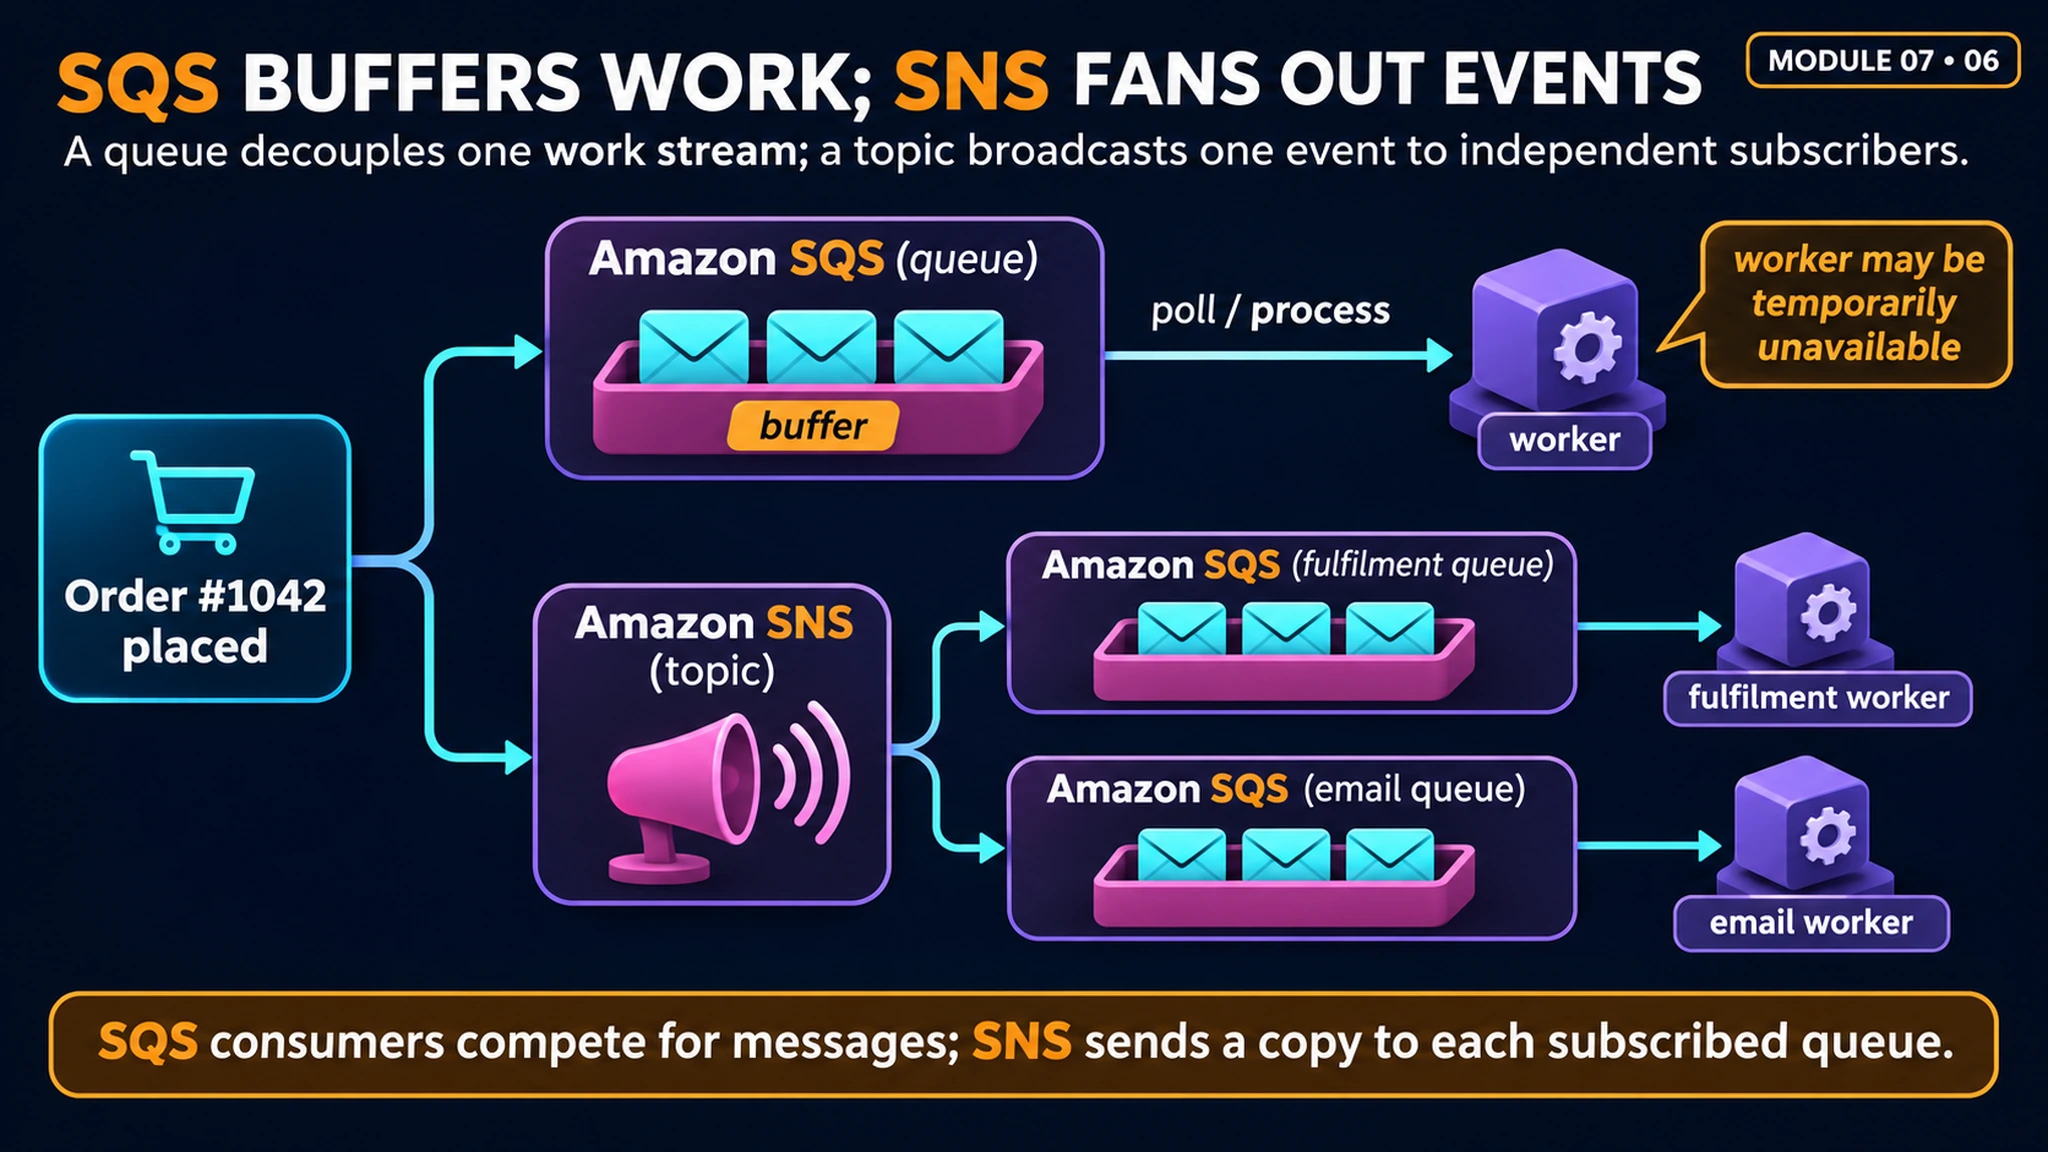 SQS BUFFERS WORK; SNS FANS OUT EVENTS
MODULE 07 • 06
A queue decouples one work stream; a topic broadcasts one event to independent subscribers.
Amazon SQS (queue)
buffer
poll / process
worker
worker may be
temporarily
unavailable
Order #1042
placed
Amazon SNS
(topic)
Amazon SQS (fulfilment queue)
fulfilment worker
Amazon SQS (email queue)
email worker
SQS consumers compete for messages; SNS sends a copy to each subscribed queue.